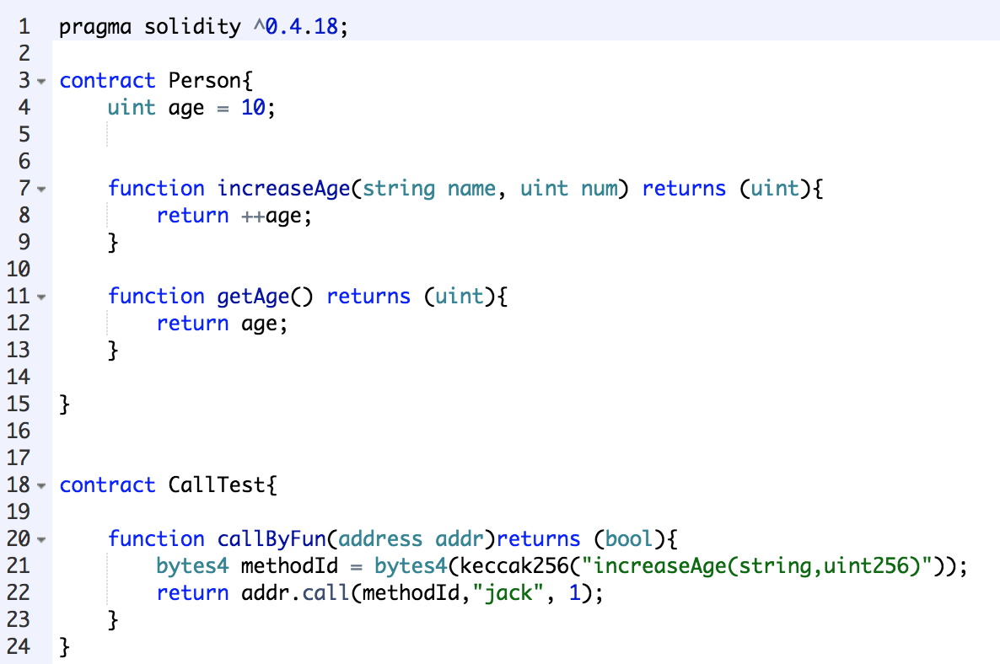 1 pragma solidity ^0.4.18;
2
3 contract Person{
4     uint age = 10;
5
6
7     function increaseAge(string name, uint num) returns (uint){
8         return ++age;
9     }
10
11     function getAge() returns (uint){
12         return age;
13     }
14
15 }
16
17
18 contract CallTest{
19
20     function callByFun(address addr)returns (bool){
21         bytes4 methodId = bytes4(keccak256("increaseAge(string,uint256)"));
22         return addr.call(methodId,"jack", 1);
23     }
24 }